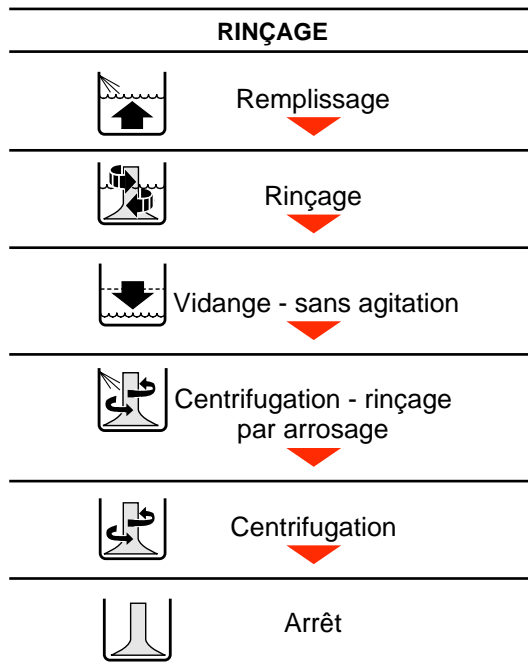 RINÇAGE
Remplissage
Rinçage
Vidange - sans agitation
Centrifugation - rinçage
par arrosage
Centrifugation
Arrêt